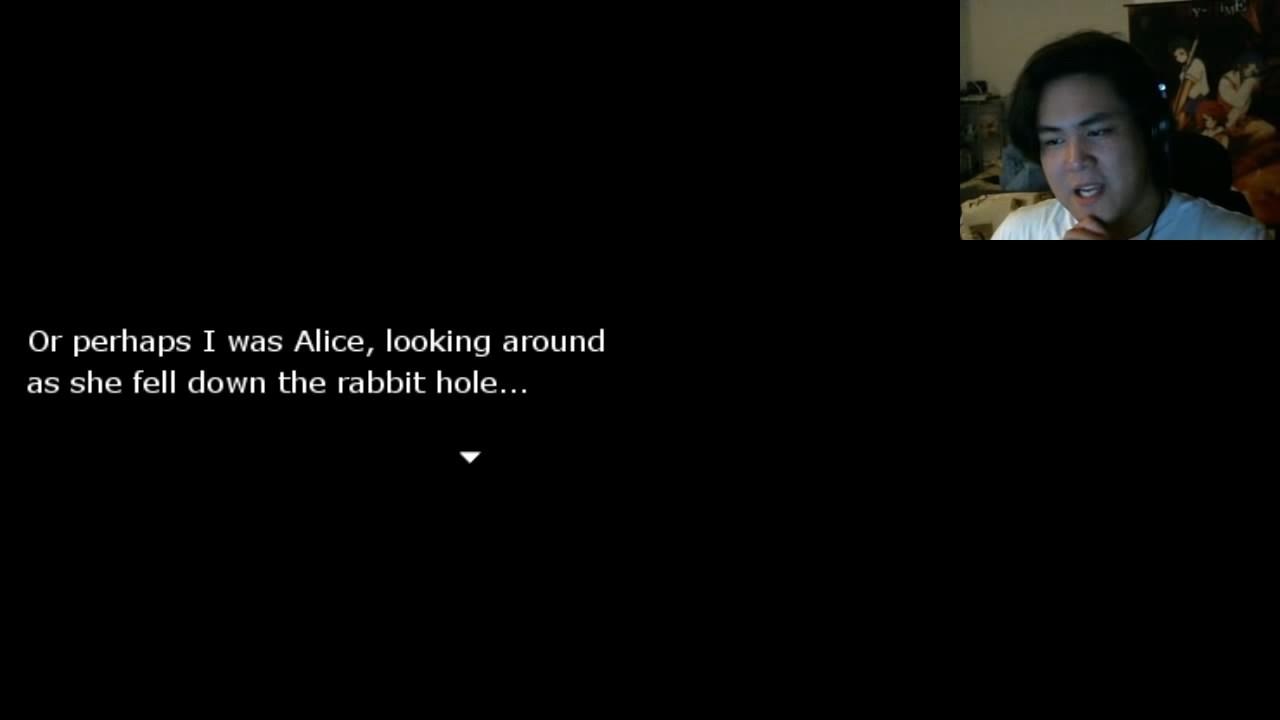 Or perhaps I was Alice, looking around
as she fell down the rabbit hole...